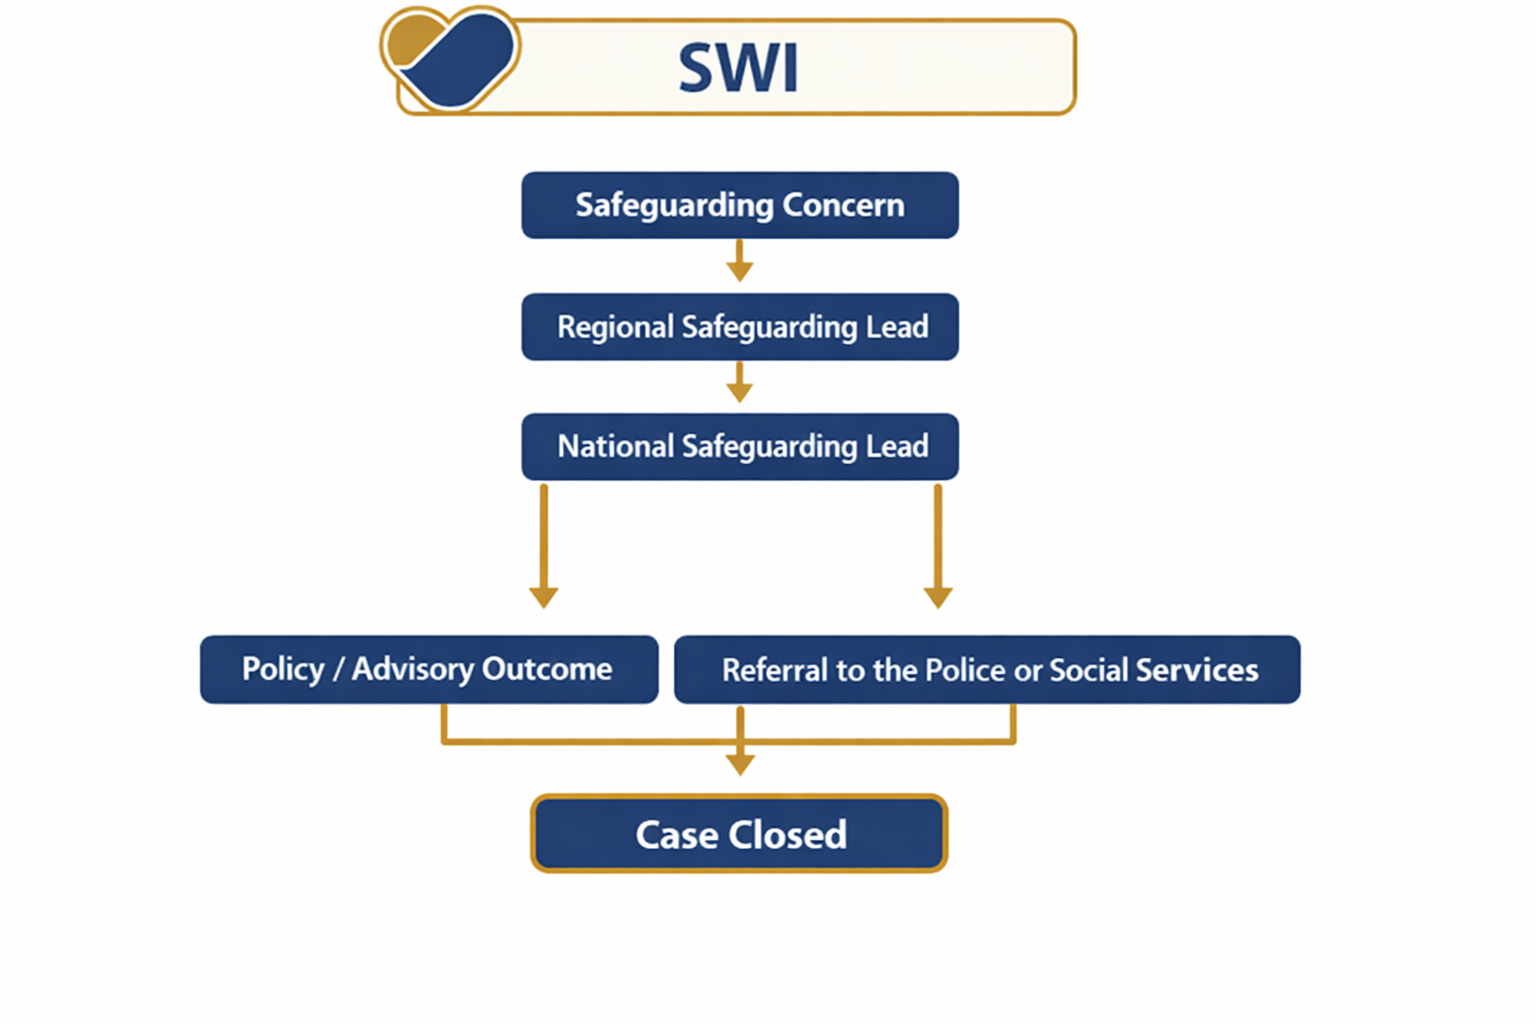 SWI
Safeguarding Concern
Regional Safeguarding Lead
National Safeguarding Lead
Policy / Advisory Outcome
Referral to the Police or Social Services
Case Closed